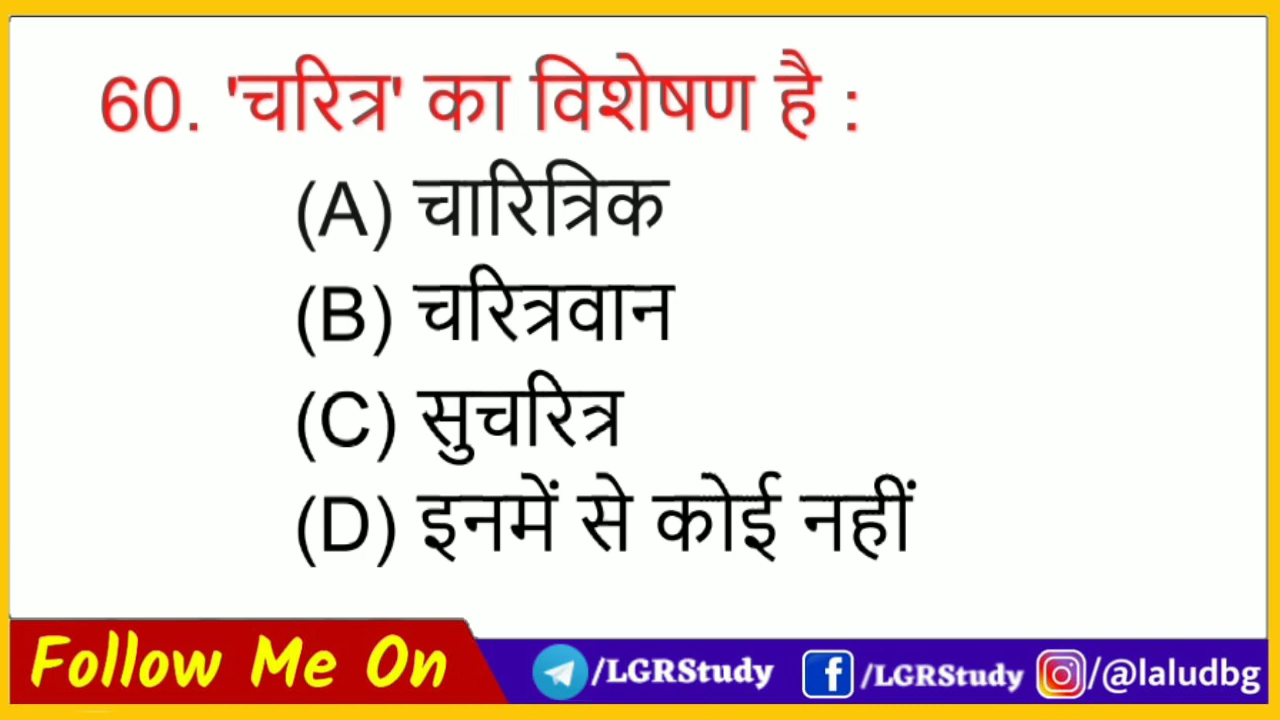 60. 'चरित्र' का विशेषण है :
(A) चारित्रिक
(B) चरित्रवान
(C) सुचरित्र
(D) इनमें से कोई नहीं
Follow Me On /LGRStudy /LGRStudy /@laludbg